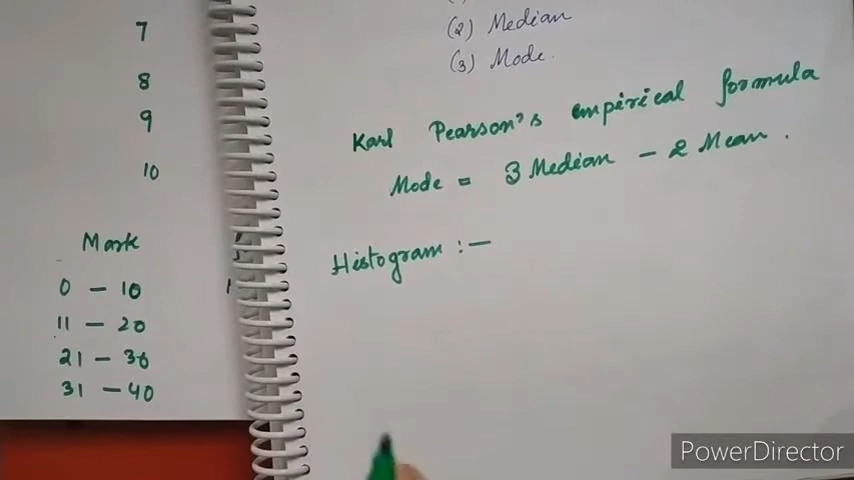 7
8
9
10
Mark
0 - 10
11 - 20
21 - 30
31 - 40
(2) Median
(3) Mode.
Karl Pearson's empirical formula
Mode = 3 Median - 2 Mean.
Histogram :-
PowerDirector